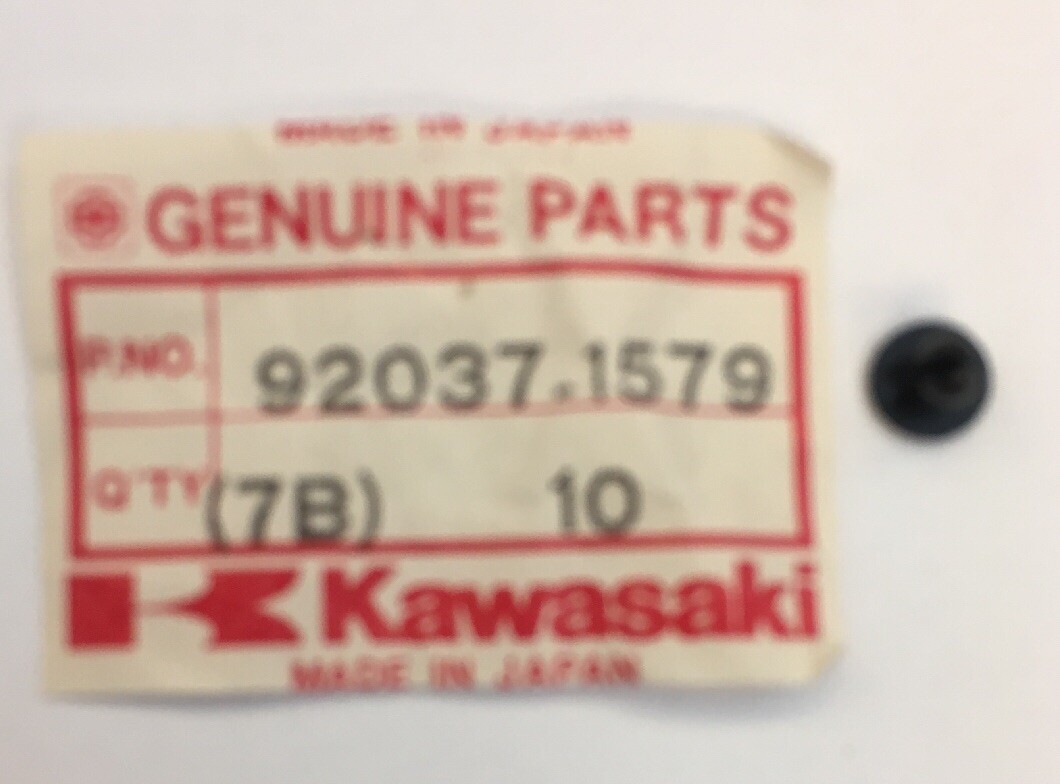 MADE IN JAPAN
GENUINE PARTS
P.NO. 92037-1579
Q'TY (7B) 10
Kawasaki
MADE IN JAPAN